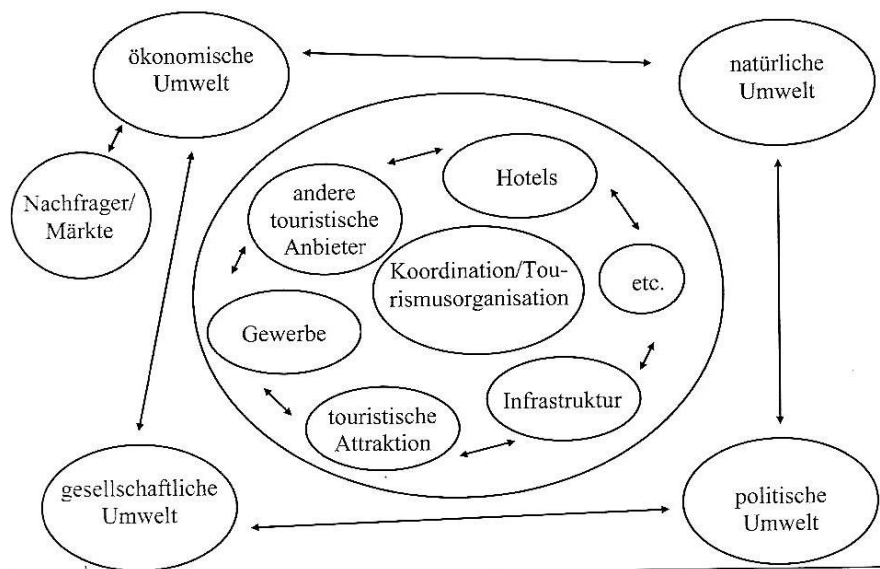 ökonomische
Umwelt
natürliche
Umwelt
Nachfrager/
Märkte
andere
touristische
Anbieter
Hotels
Koordination/Tou-
rismusorganisation
etc.
Gewerbe
touristische
Attraktion
Infrastruktur
gesellschaftliche
Umwelt
politische
Umwelt